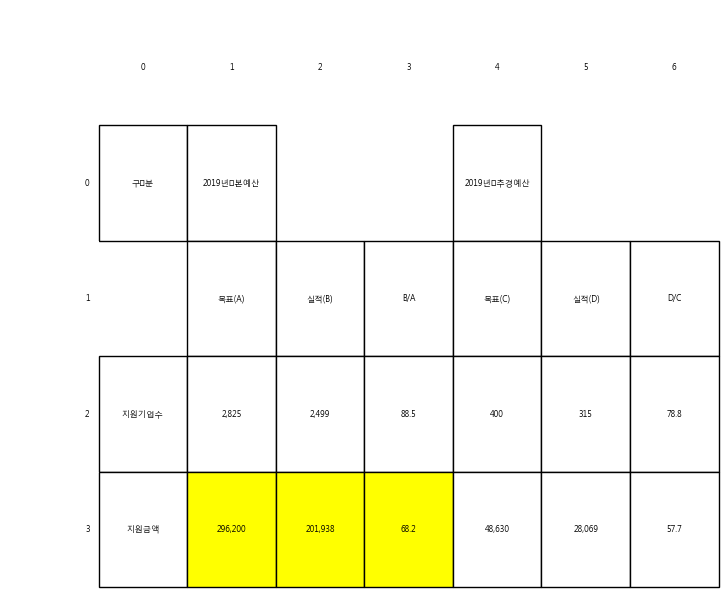 0 1 2 3 4 5 6
0 구▯분 2019년▯본예산 2019년▯추경예산
1 목표(A) 실적(B) B/A 목표(C) 실적(D) D/C
2 지원기업수 2,825 2,499 88.5 400 315 78.8
3 지원금액 296,200 201,938 68.2 48,630 28,069 57.7